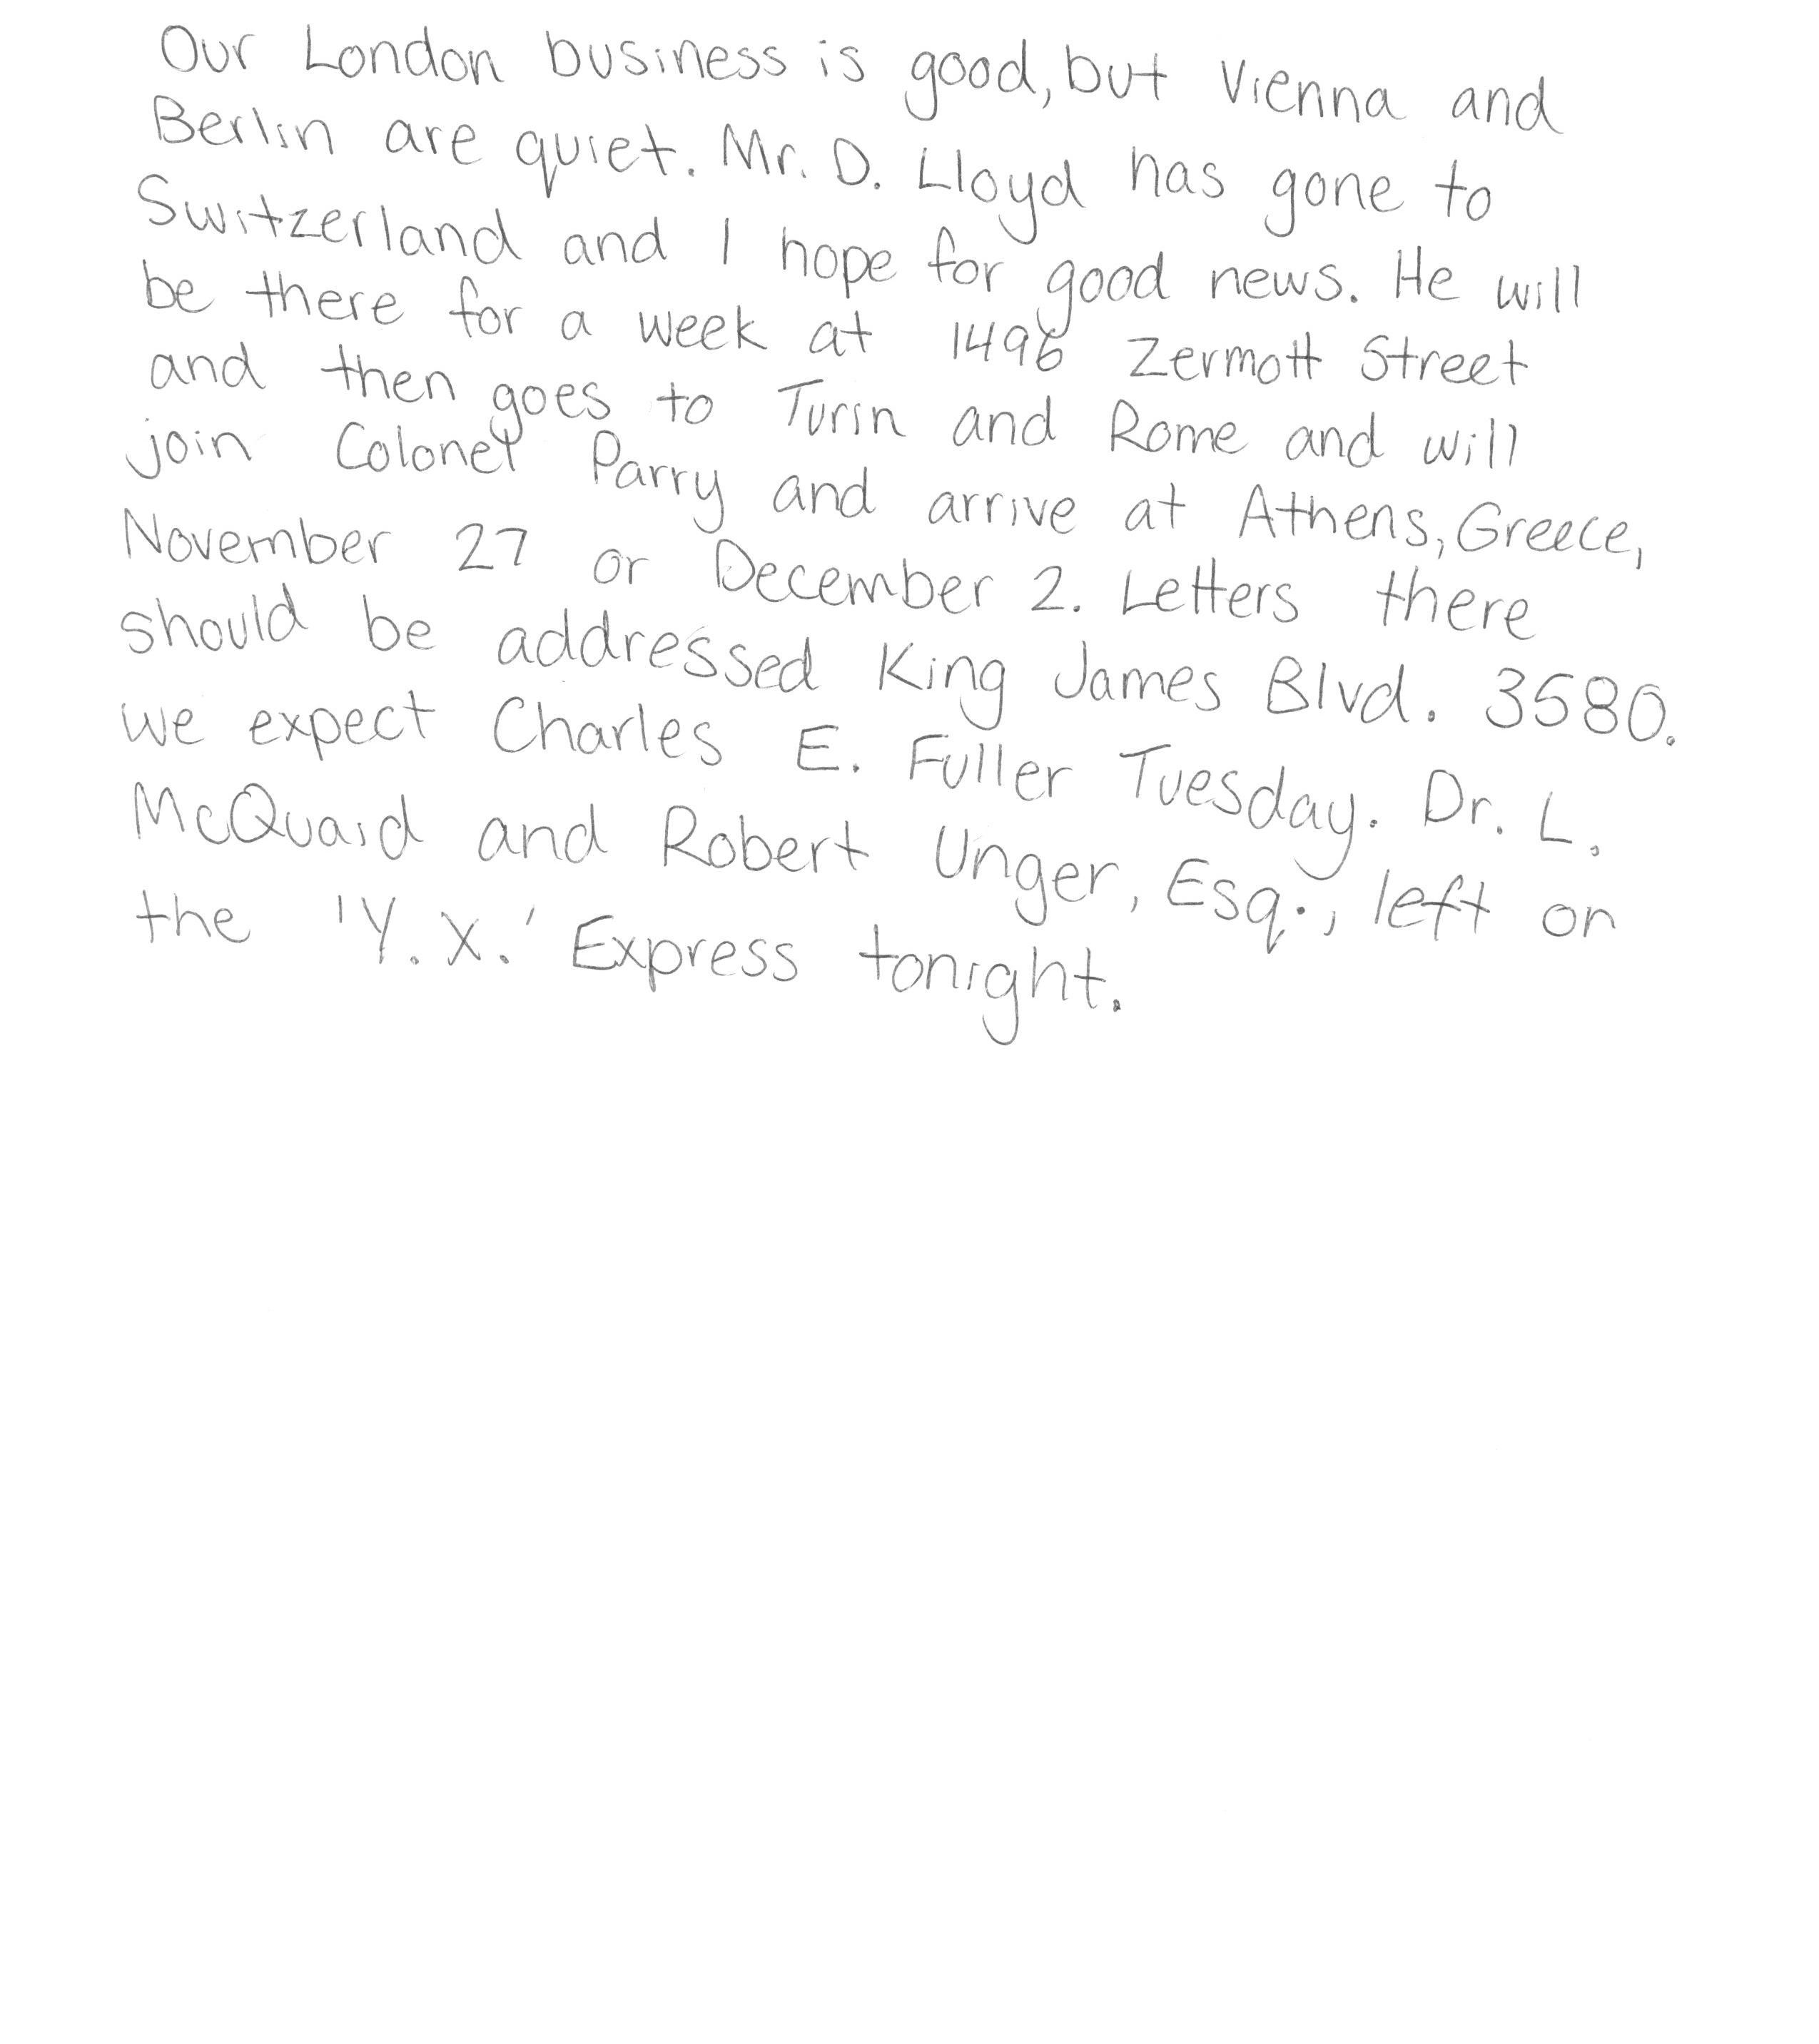 Our London business is good, but Vienna and
Berlin are quiet. Mr. D. Lloyd has gone to
Switzerland and I hope for good news. He will
be there for a week at 1496 Zermott Street
and then goes to Turin and Rome and will
join Colonel Parry and arrive at Athens, Greece,
November 27 or December 2. Letters there
should be addressed King James Blvd. 3580.
We expect Charles E. Fuller Tuesday. Dr. L.
McQuaid and Robert Unger, Esq., left on
the 'Y. X.' Express tonight.